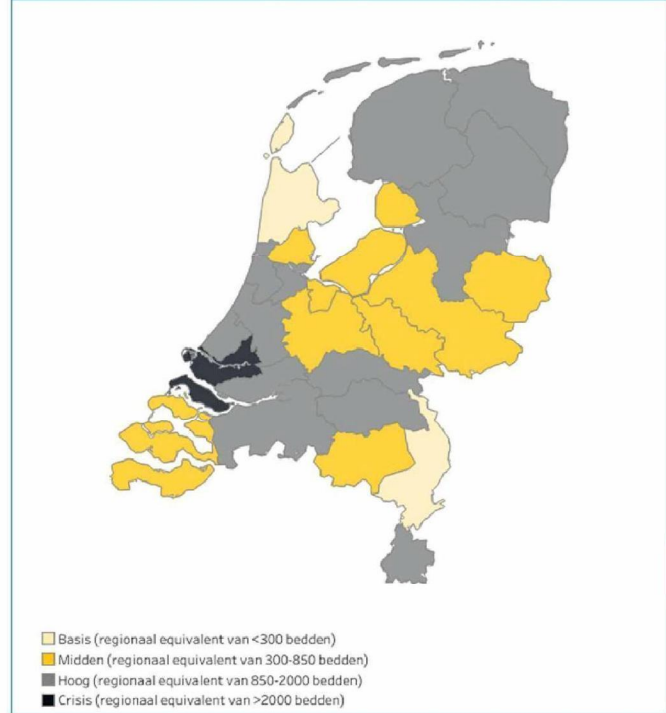 Basis (regionaal equivalent van <300 bedden)
Midden (regionaal equivalent van 300-850 bedden)
Hoog (regionaal equivalent van 850-2000 bedden)
Crisis (regionaal equivalent van >2000 bedden)